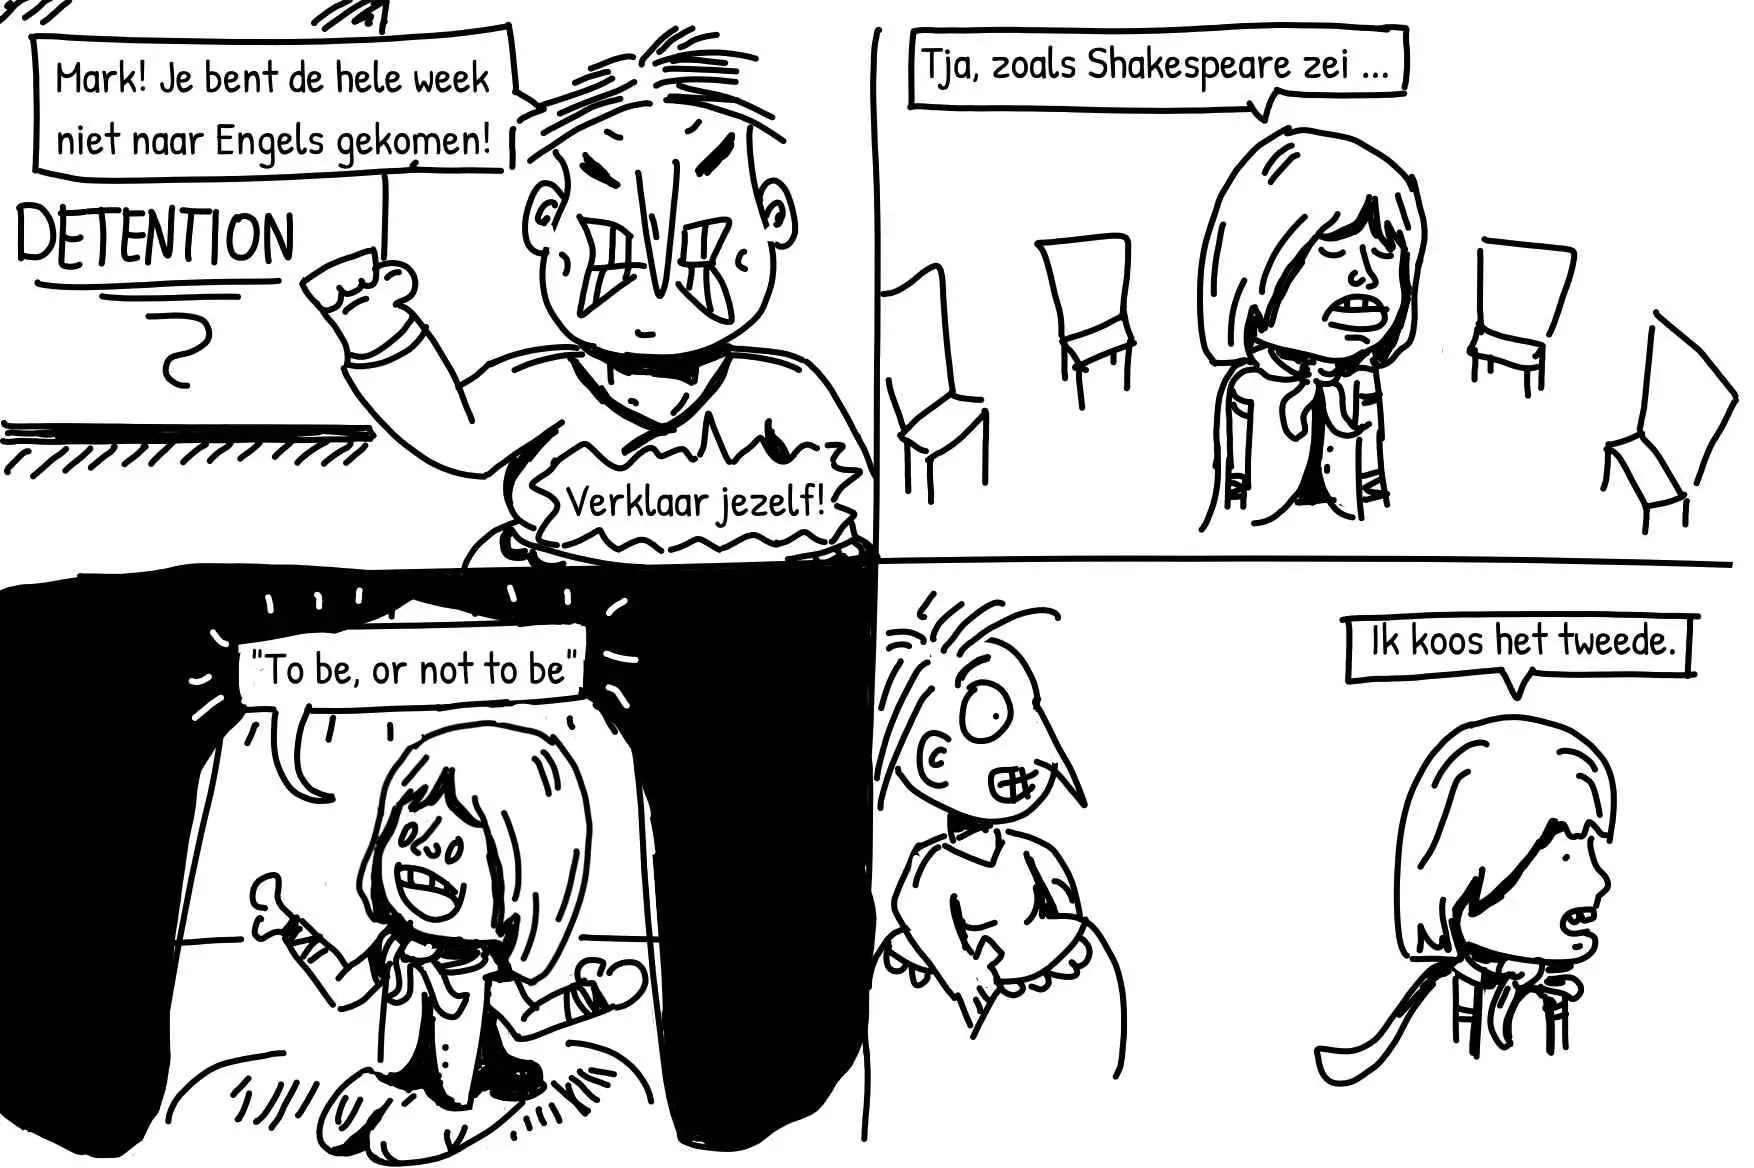 Mark! Je bent de hele week
niet naar Engels gekomen!
DETENTION
Verklaar jezelf!
Tja, zoals Shakespeare zei ...
"To be, or not to be"
Ik koos het tweede.